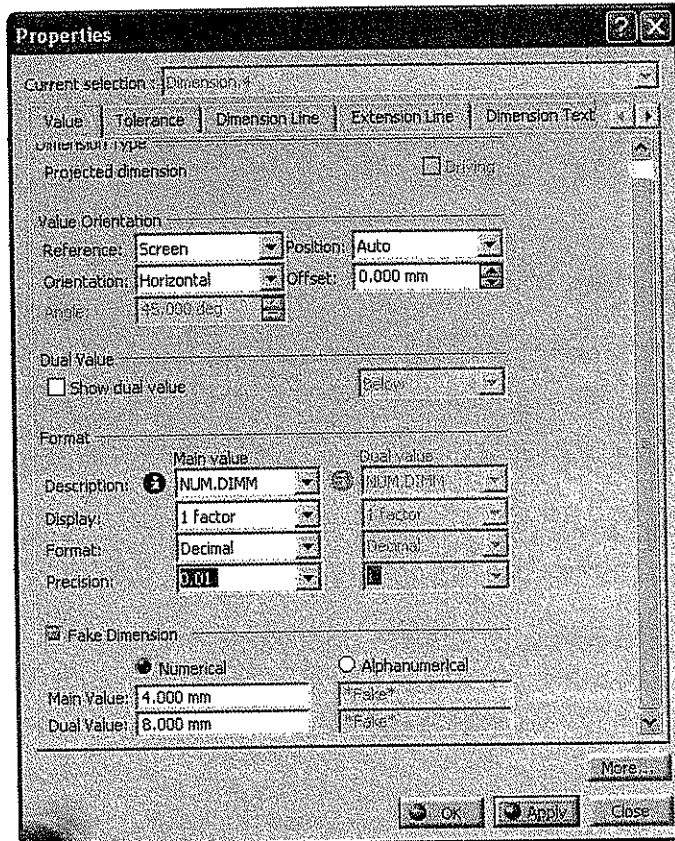 Properties
Current selection : Dimension.4
Value Tolerance Dimension Line Extension Line Dimension Text
Dimension Type
Projected dimension Driving
Value Orientation
Reference: Screen Position: Auto
Orientation: Horizontal Offset: 0.000 mm
Angle: 45.000 deg
Dual Value
Show dual value Below
Format
Main value Dual value
Description: NUM.DIMM NUM.DIMM
Display: 1 factor 1 factor
Format: Decimal Decimal
Precision: 0.01
Fake Dimension
Numerical Alphanumerical
Main Value: 4.000 mm *Fake*
Dual Value: 8.000 mm *Fake*
More...
OK Apply Close